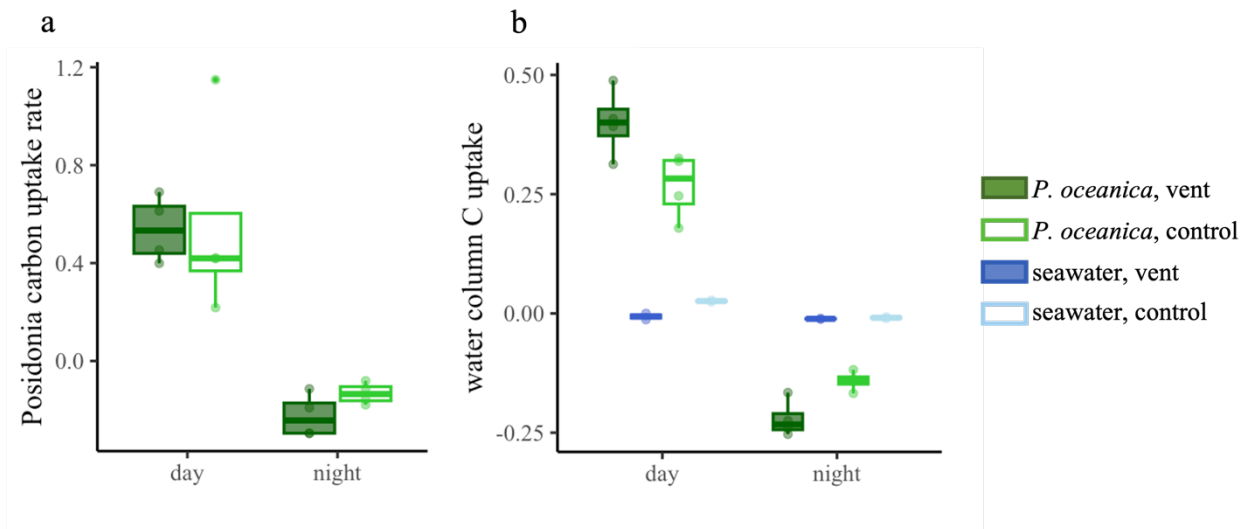 a
b
Posidonia carbon uptake rate
1.2
0.8
0.4
0.0
day
night
water column C uptake
0.50
0.25
0.00
-0.25
day
night
P. oceanica, vent
P. oceanica, control
seawater, vent
seawater, control